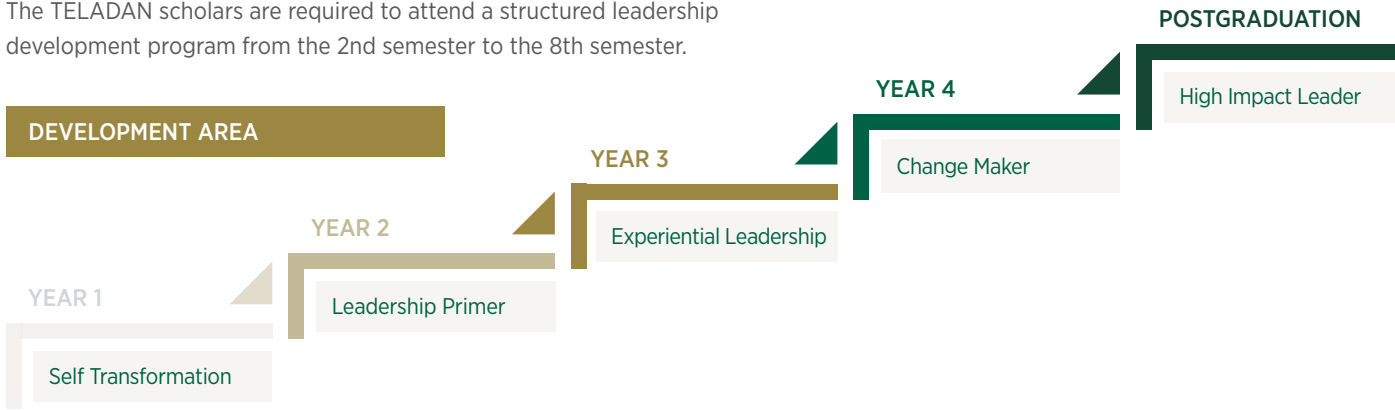 The TELADAN scholars are required to attend a structured leadership
development program from the 2nd semester to the 8th semester.
DEVELOPMENT AREA
YEAR 1
Self Transformation
YEAR 2
Leadership Primer
YEAR 3
Experiential Leadership
YEAR 4
Change Maker
POSTGRADUATION
High Impact Leader